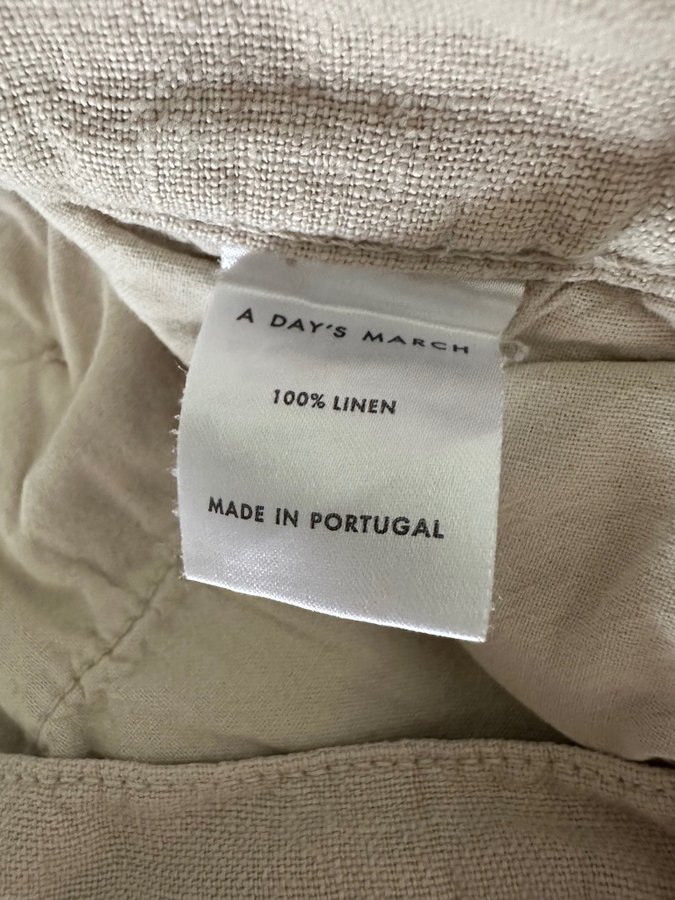 A DAY'S MARCH
100% LINEN
MADE IN PORTUGAL